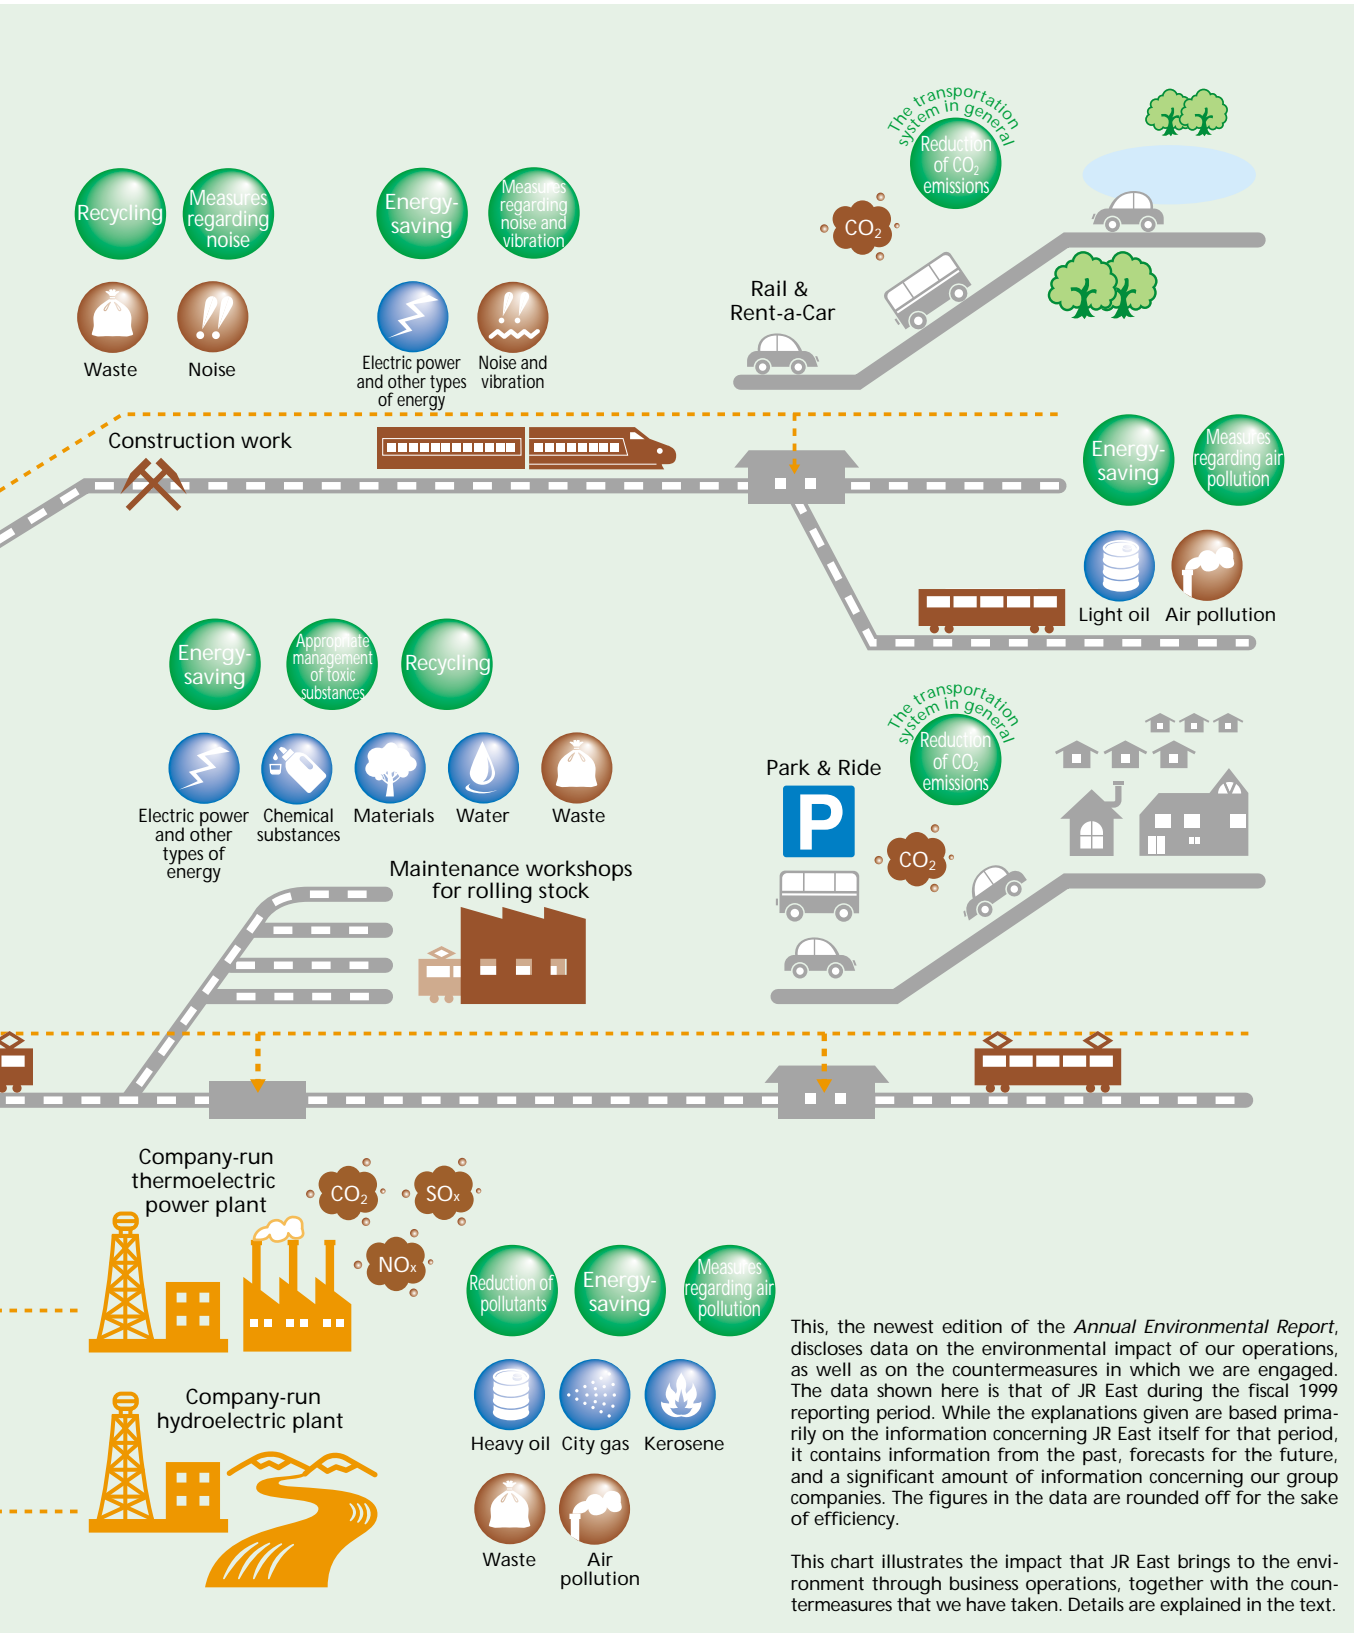 The transportation
system in general
Reduction
of CO₂
emissions
Recycling
Measures
regarding
noise
Energy-
saving
Measures
regarding
noise and
vibration
CO₂
Rail &
Rent-a-Car
Waste
Noise
Electric power
and other types
of energy
Noise and
vibration
Construction work
Energy-
saving
Measures
regarding air
pollution
Light oil
Air pollution
Energy-
saving
Appropriate
management
of toxic
substances
Recycling
The transportation
system in general
Reduction
of CO₂
emissions
Park & Ride
P
CO₂
Electric power
and other
types of
energy
Chemical
substances
Materials
Water
Waste
Maintenance workshops
for rolling stock
Company-run
thermoelectric
power plant
CO₂
SOx
NOx
Reduction of
pollutants
Energy-
saving
Measures
regarding air
pollution
Company-run
hydroelectric plant
Heavy oil
City gas
Kerosene
Waste
Air
pollution
This, the newest edition of the Annual Environmental Report,
discloses data on the environmental impact of our operations,
as well as on the countermeasures in which we are engaged.
The data shown here is that of JR East during the fiscal 1999
reporting period. While the explanations given are based prima-
rily on the information concerning JR East itself for that period,
it contains information from the past, forecasts for the future,
and a significant amount of information concerning our group
companies. The figures in the data are rounded off for the sake
of efficiency.
This chart illustrates the impact that JR East brings to the envi-
ronment through business operations, together with the coun-
termeasures that we have taken. Details are explained in the text.